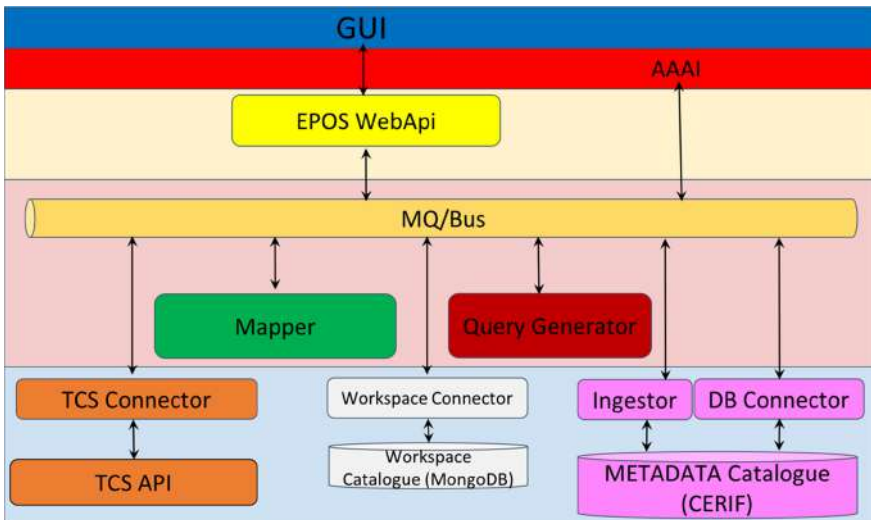 GUI
AAAI
EPOS WebApi
MQ/Bus
Mapper
Query Generator
TCS Connector
Workspace Connector
Ingestor
DB Connector
TCS API
Workspace
Catalogue (MongoDB)
METADATA Catalogue
(CERIF)